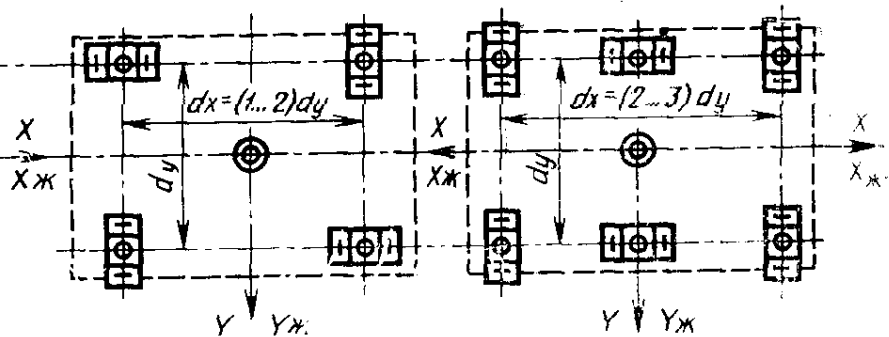 dx=(1...2)dy
X
Xж
dy
Y Yж.
dx=(2...3)dy
X
Xж
dy
X
Xж.
Y Yж